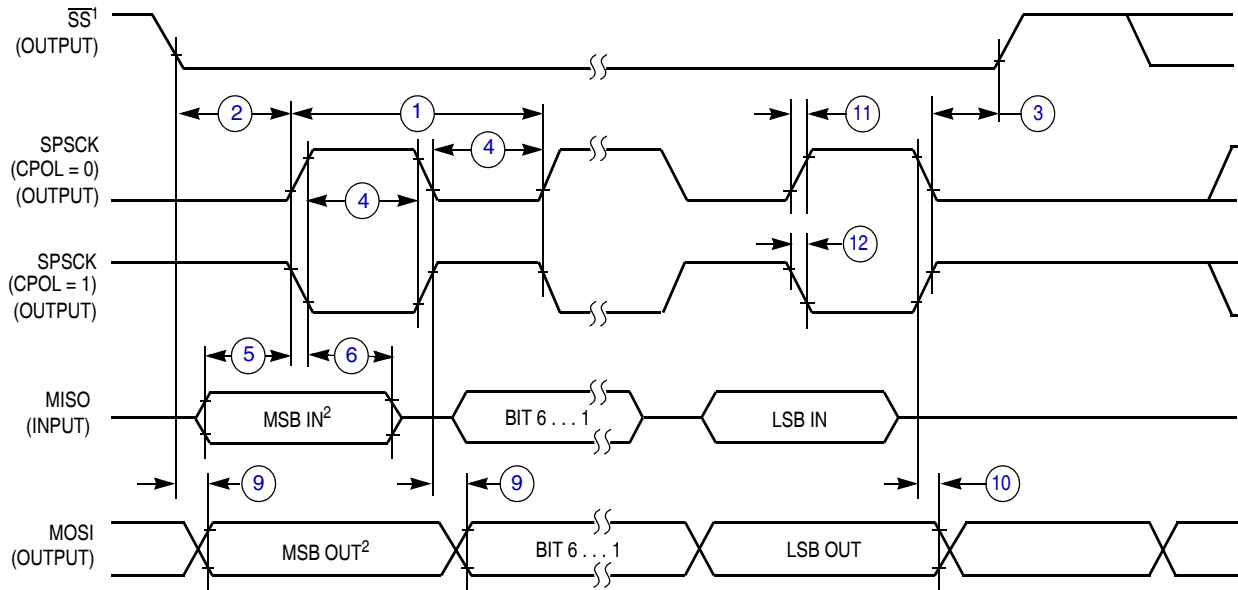 SS¹
(OUTPUT)
2
1
11
3
SPSCK
(CPOL = 0)
(OUTPUT)
4
4
SPSCK
(CPOL = 1)
(OUTPUT)
12
5
6
MISO
(INPUT)
MSB IN²
BIT 6 . . . 1
LSB IN
9
9
10
MOSI
(OUTPUT)
MSB OUT²
BIT 6 . . . 1
LSB OUT